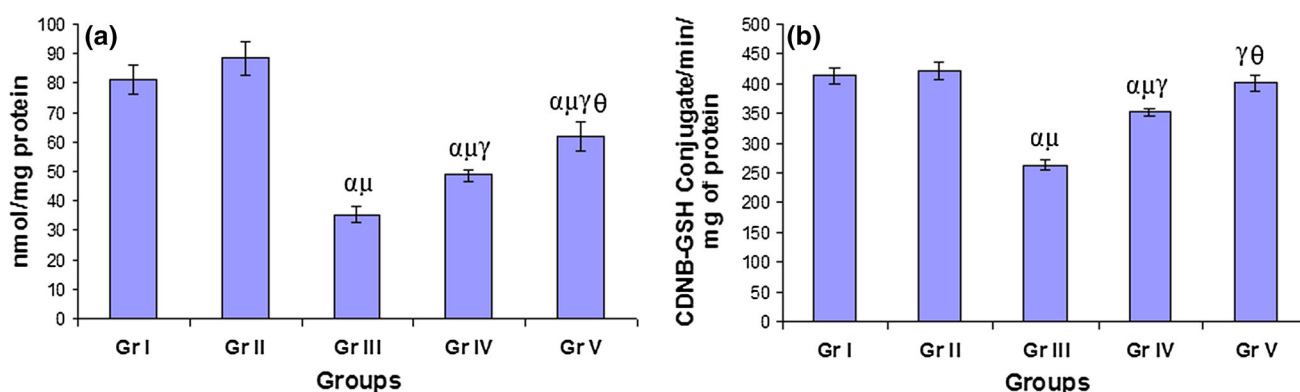 (a)
nmol/mg protein
100
90
80
70
60
50
40
30
20
10
0
αμ
αμγ
αμγθ
Gr I Gr II Gr III Gr IV Gr V
Groups
(b)
CDNB-GSH Conjugate/min/
mg of protein
500
450
400
350
300
250
200
150
100
50
0
αμ
αμγ
γθ
Gr I Gr II Gr III Gr IV Gr V
Groups